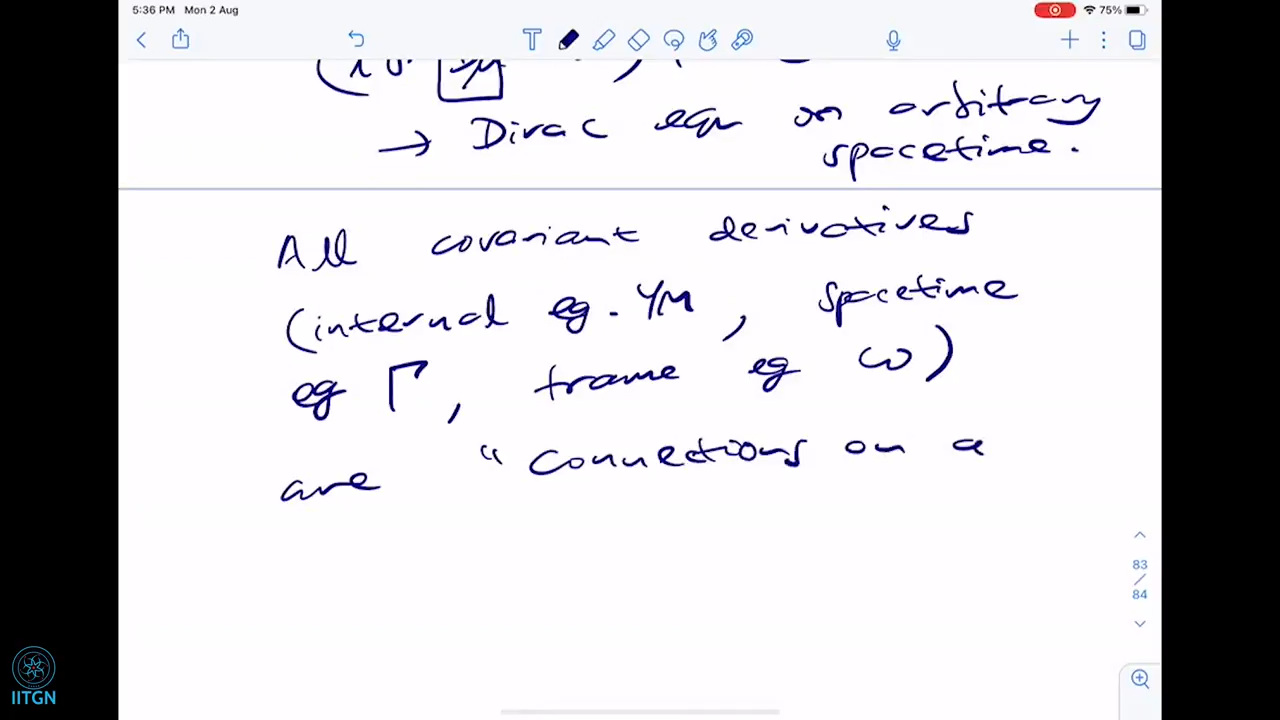 5:36 PM Mon 2 Aug
75%
→ Dirac eqn on arbitrary
spacetime.
All covariant derivatives
(internal eg. YM, spacetime
eg Γ, frame eg ω)
are "connections on a
83
/
84
IITGN